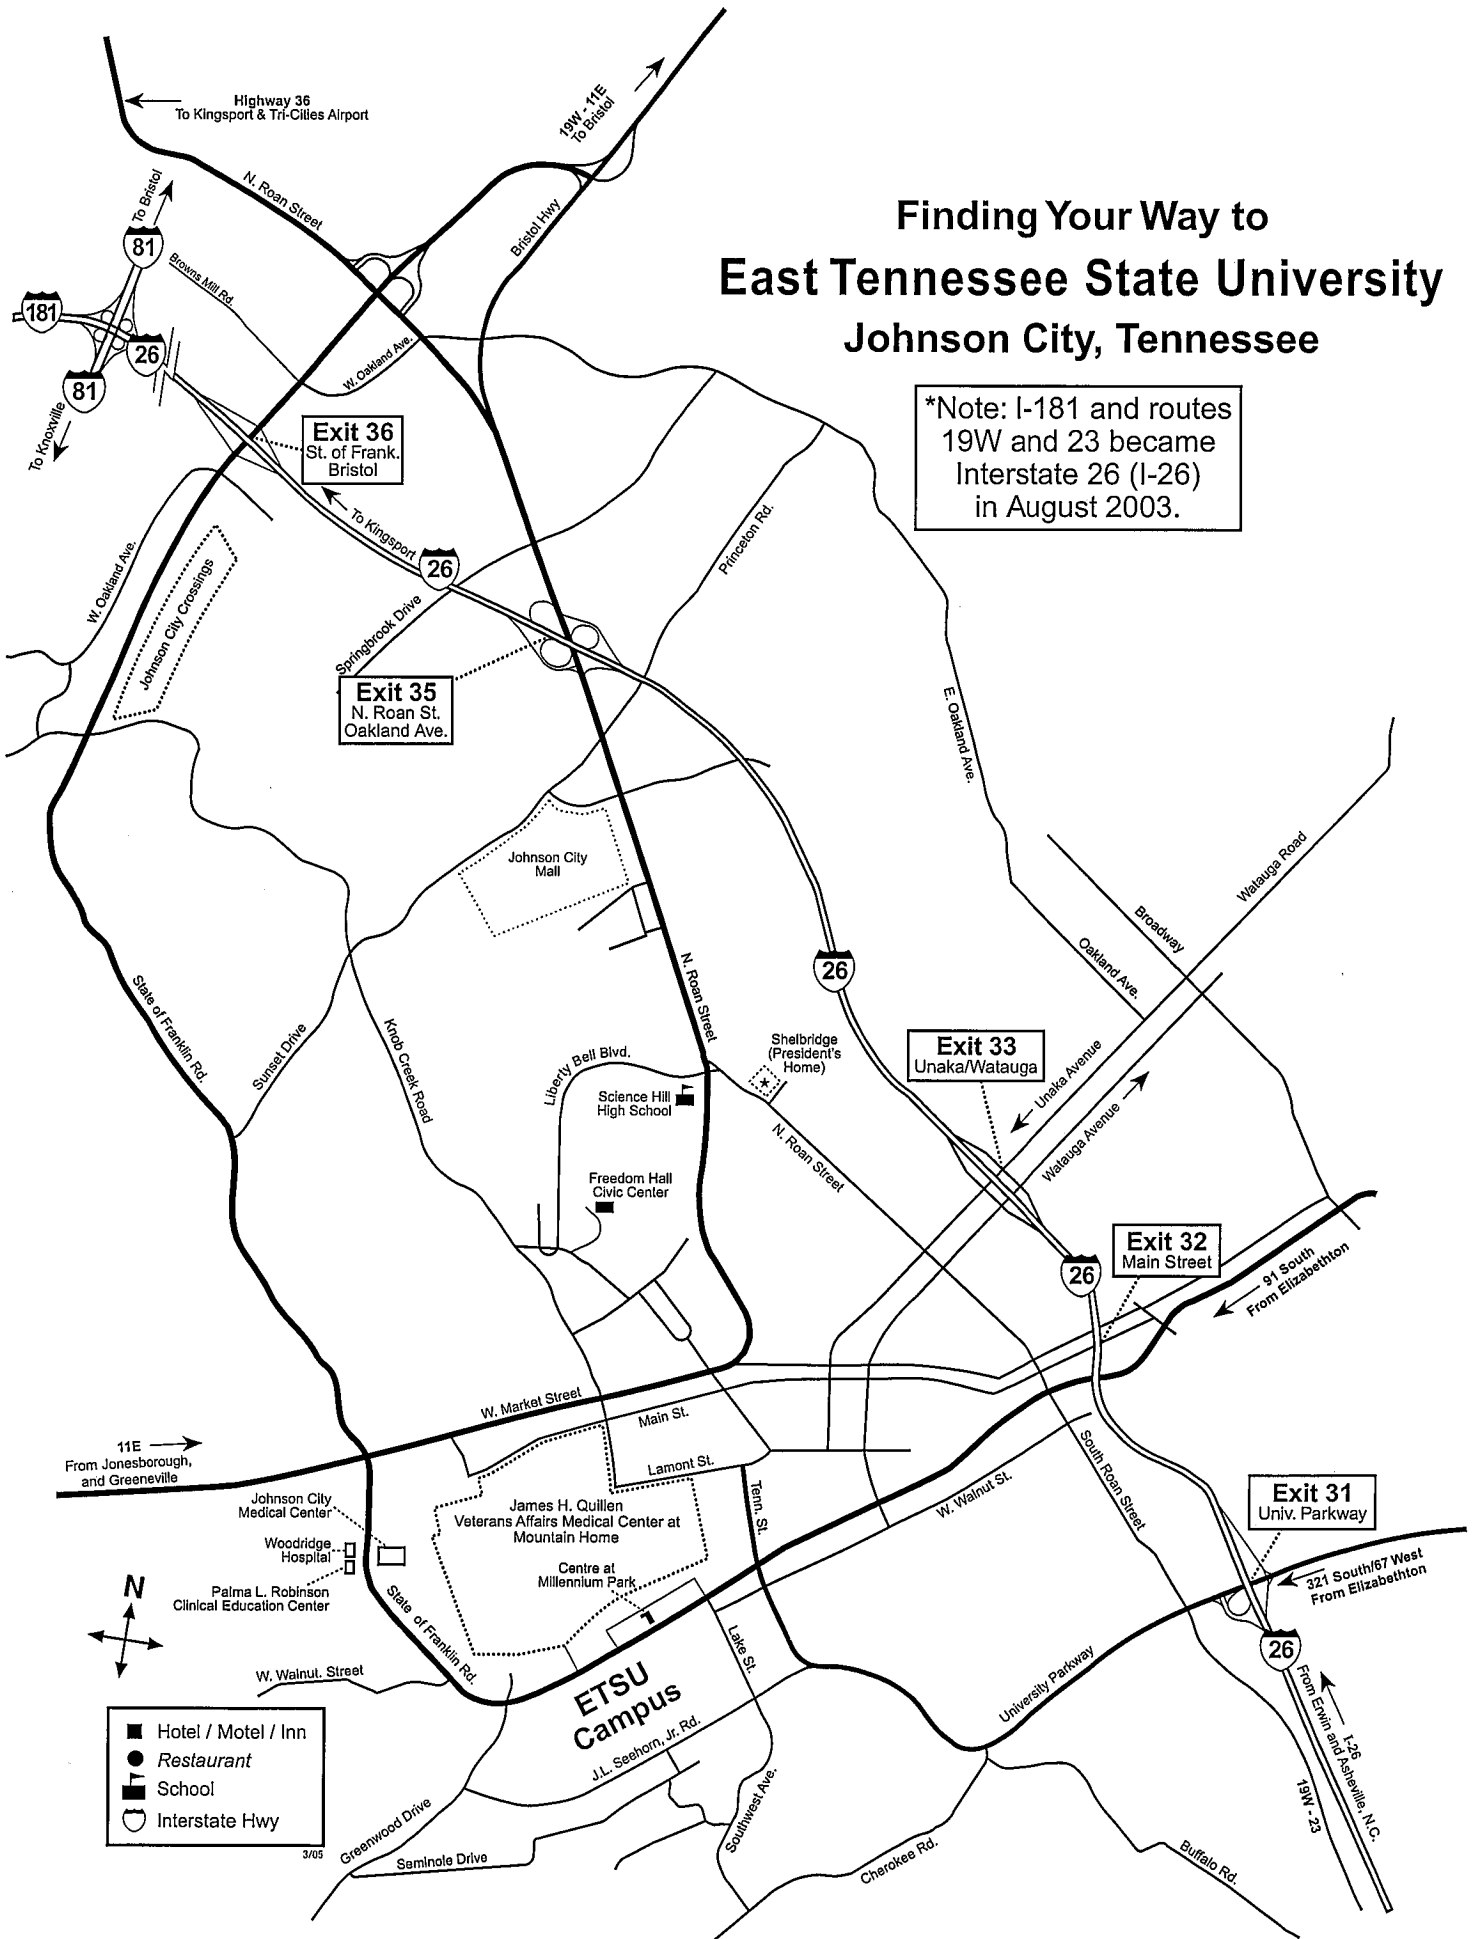 Highway 36
To Kingsport & Tri-Cities Airport
19W - 11E
To Bristol
N. Roan Street
To Bristol
81
Browns Mill Rd.
Bristol Hwy
Finding Your Way to
East Tennessee State University
Johnson City, Tennessee
181
26
81
To Knoxville
W. Oakland Ave.
*Note: I-181 and routes
19W and 23 became
Interstate 26 (I-26)
in August 2003.
Exit 36
St. of Frank.
Bristol
To Kingsport
26
Princeton Rd.
W. Oakland Ave.
Johnson City Crossings
Springbrook Drive
Exit 35
N. Roan St.
Oakland Ave.
E. Oakland Ave.
Johnson City
Mall
Watauga Road
Broadway
Oakland Ave.
26
N. Roan Street
State of Franklin Rd.
Sunset Drive
Knob Creek Road
Liberty Bell Blvd.
Shelbridge
(President's
Home)
Exit 33
Unaka/Watauga
Unaka Avenue
Watauga Avenue
Science Hill
High School
N. Roan Street
Freedom Hall
Civic Center
Exit 32
Main Street
26
91 South
From Elizabethton
W. Market Street
Main St.
11E
From Jonesborough,
and Greeneville
Lamont St.
South Roan Street
Johnson City
Medical Center
James H. Quillen
Veterans Affairs Medical Center at
Mountain Home
Tenn. St.
W. Walnut St.
Exit 31
Univ. Parkway
Woodridge
Hospital
Centre at
Millennium Park
321 South/67 West
From Elizabethton
N
Palma L. Robinson
Clinical Education Center
State of Franklin Rd.
Lake St.
26
W. Walnut. Street
ETSU
Campus
University Parkway
I-26
From Erwin and Asheville, N.C.
J.L. Seehorn, Jr. Rd.
Hotel / Motel / Inn
Restaurant
School
Interstate Hwy
3/05
19W - 23
Greenwood Drive
Seminole Drive
Southwest Ave.
Cherokee Rd.
Buffalo Rd.